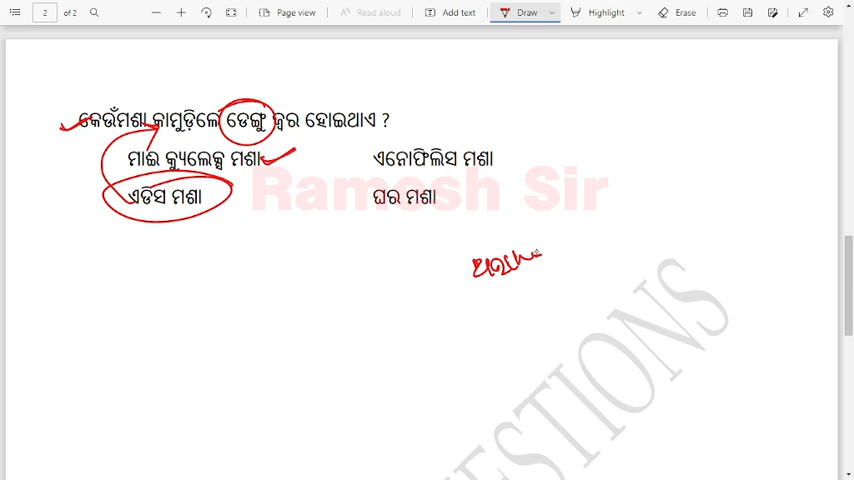 2 of 2 Page view Read aloud Add text Draw Highlight Erase
କେଉଁମଶା କାମୁଡ଼ିଲେ ଡେଙ୍ଗୁ ଜ୍ୱର ହୋଇଥାଏ ?
ମାଈ କ୍ୟୁଲେକ୍ସ ମଶା ଏନୋଫିଲିସ ମଶା
ଏଡିସ ମଶା ଘର ମଶା
Ramesh Sir
ESTIONS